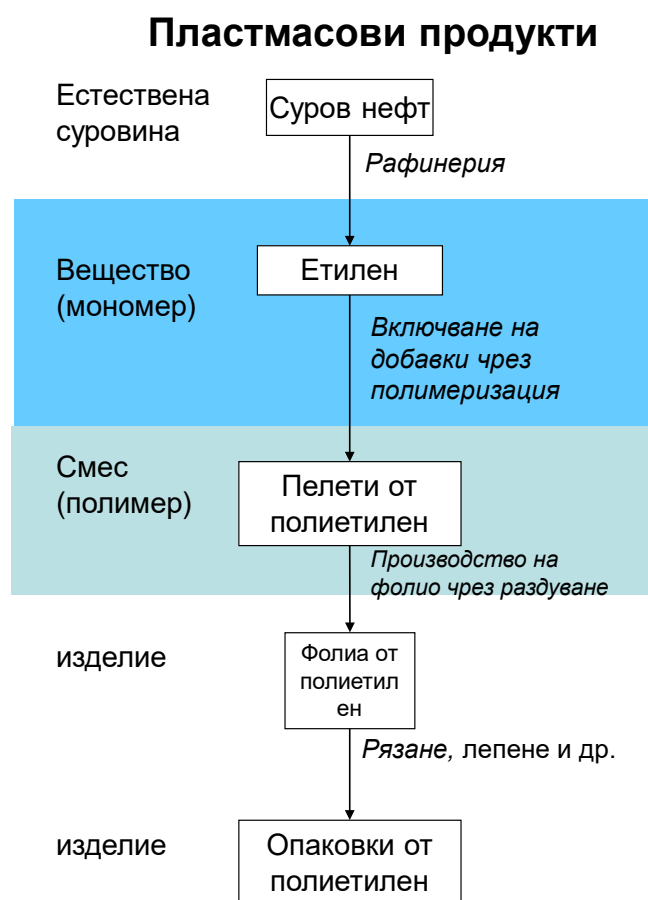 Пластмасови продукти
Естествена
суровина
Суров нефт
Рафинерия
Вещество
(мономер)
Етилен
Включване на
добавки чрез
полимеризация
Смес
(полимер)
Пелети от
полиетилен
Производство на
фолио чрез раздуване
изделие
Фолиа от
полиетил
ен
Рязане, лепене и др.
изделие
Опаковки от
полиетилен